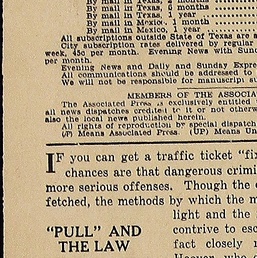 By mail in Texas, 6 months
By mail in Texas, 1 year
By mail in Mexico, 1 month
By mail in Mexico, 1 year
All subscriptions outside State of Texas are
City subscription rates delivered by regular
week, 45c per month. Evening News with Sun
per month.
Evening News and Daily and Sunday Expre
All communications should be addressed to
We will not be responsible for manuscript
MEMBERS OF THE ASSOCIA
The Associated Press is exclusively entitled
all news dispatches credited to it or not otherw
also the local news published herein.
All rights of reproduction by special dispatch
(AP) Means Associated Press. (UP) Means Un
IF you can get a traffic ticket “fix
chances are that dangerous crimi
more serious offenses. Though the
fetched, the methods by which the m
light and the
“PULL” AND contrive to esc
THE LAW fact closely